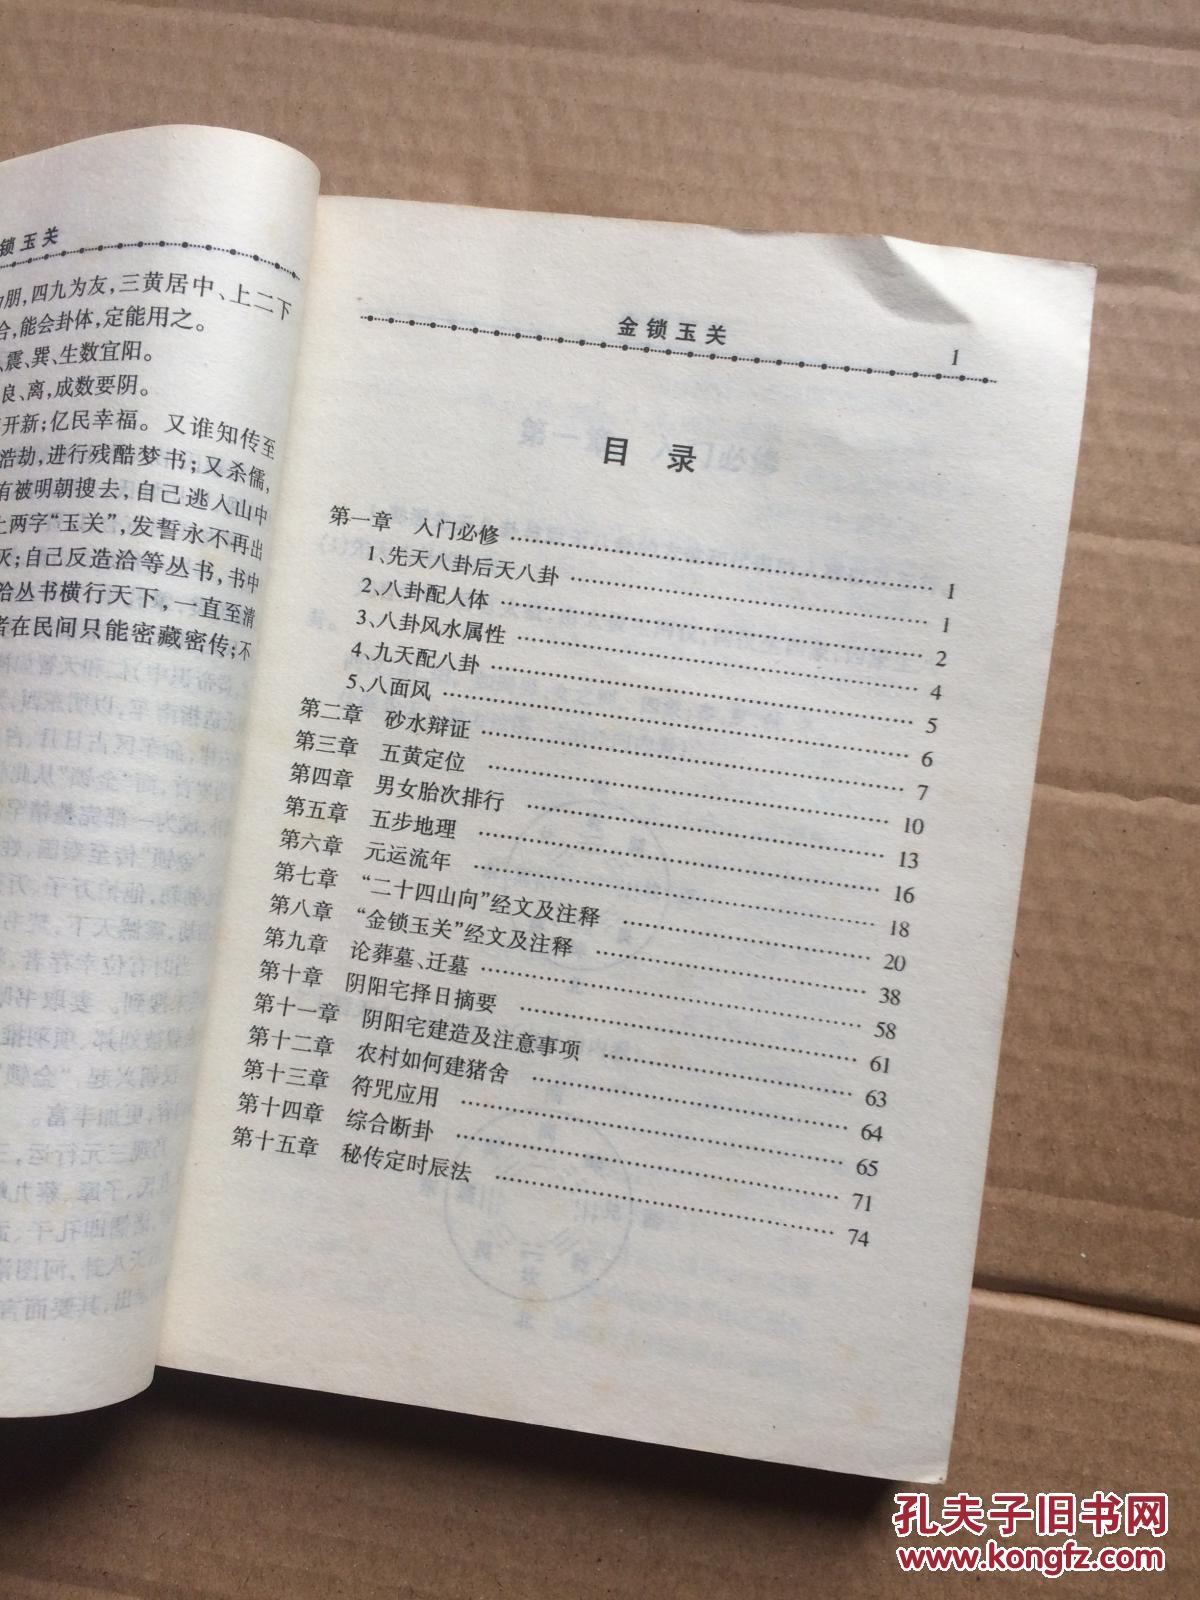 锁玉关
朋,四九为友,三黄居中、上二下
,能会卦体,定能用之。
震、巽、生数宜阳。
良、离,成数要阴。
开新;亿民幸福。又谁知传至
浩劫,进行残酷梦书;又杀儒,
有被明朝搜去,自己逃入山中
两字“玉关”,发誓永不再出
灭;自己反造洽等丛书,书中
丛书横行天下,一直至清
者在民间只能密藏密传;不
金锁玉关 1
目 录
第一章 入门必修 1
1、先天八卦后天八卦 1
2、八卦配人体 2
3、八卦风水属性 4
4、九天配八卦 5
5、八面风 6
第二章 砂水辩证 7
第三章 五黄定位 10
第四章 男女胎次排行 13
第五章 五步地理 16
第六章 元运流年 18
第七章 “二十四山向”经文及注释 20
第八章 “金锁玉关”经文及注释 38
第九章 论葬墓、迁墓 58
第十章 阴阳宅择日摘要 61
第十一章 阴阳宅建造及注意事项 63
第十二章 农村如何建猪舍 64
第十三章 符咒应用 65
第十四章 综合断卦 71
第十五章 秘传定时辰法 74
孔夫子旧书网
www.kongfz.com